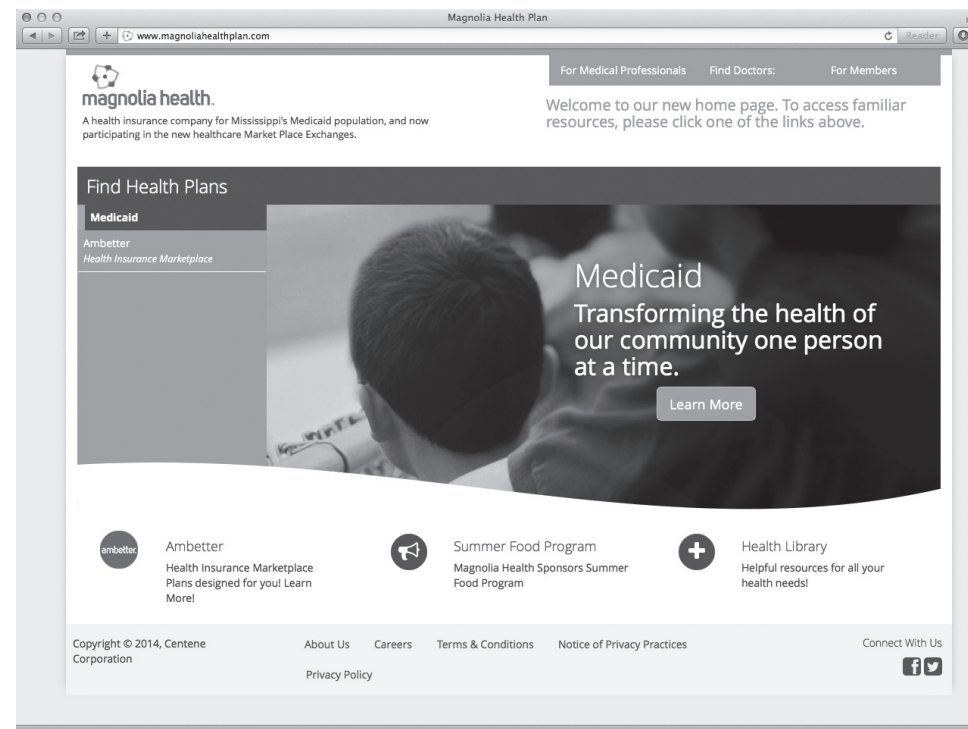 Magnolia Health Plan
www.magnoliahealthplan.com
Reader
For Medical Professionals Find Doctors: For Members
magnolia health.
A health insurance company for Mississippi's Medicaid population, and now
participating in the new healthcare Market Place Exchanges.
Welcome to our new home page. To access familiar
resources, please click one of the links above.
Find Health Plans
Medicaid
Ambetter
Health Insurance Marketplace
Medicaid
Transforming the health of
our community one person
at a time.
Learn More
ambetter.
Ambetter
Health Insurance Marketplace
Plans designed for you! Learn
More!
Summer Food Program
Magnolia Health Sponsors Summer
Food Program
Health Library
Helpful resources for all your
health needs!
Copyright © 2014, Centene
Corporation
About Us Careers Terms & Conditions Notice of Privacy Practices
Privacy Policy
Connect With Us